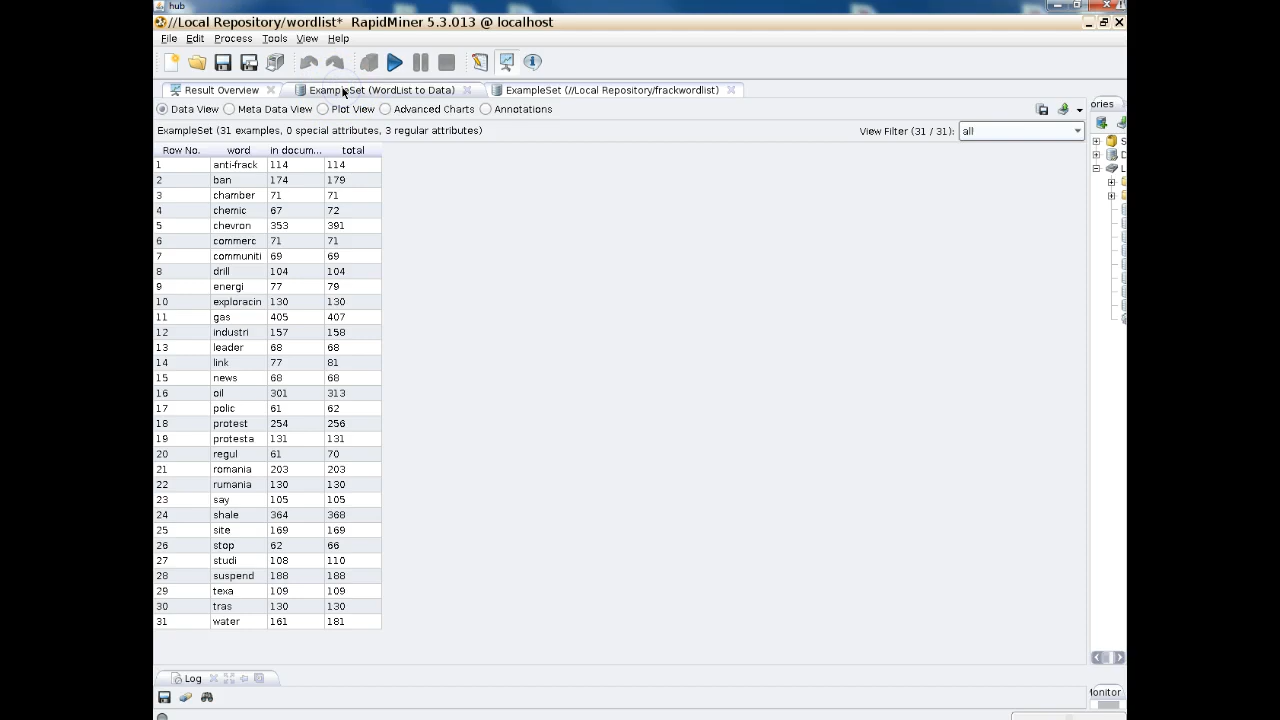 hub
//Local Repository/wordlist* RapidMiner 5.3.013 @ localhost
File Edit Process Tools View Help
Result Overview ExampleSet (WordList to Data) ExampleSet (//Local Repository/frackwordlist)
Data View Meta Data View Plot View Charts Annotations
ories
ExampleSet (31 examples, 0 special attributes, 3 attributes)
View Filter (31 / 31): all
Row No. word in docum... total
1 anti-frack 114 114
2 ban 174 179
3 chamber 71 71
4 chemic 67 72
5 chevron 353 354
6 commerc 71 71
7 communiti 69 70
8 drill 104 104
9 energi 77 79
10 explorato 130 130
11 gas 405 407
12 industri 157 158
13 leader 68 68
14 link 77 81
15 news 68 68
16 oil 301 313
17 polic 61 62
18 protest 254 256
19 protesta 131 131
20 regul 61 70
21 romania 203 203
22 rumania 130 130
23 say 105 105
24 shale 364 368
25 site 169 169
26 stop 62 66
27 studi 108 110
28 suspend 188 188
29 texa 109 109
30 tras 130 130
31 water 161 181
Log
onitor